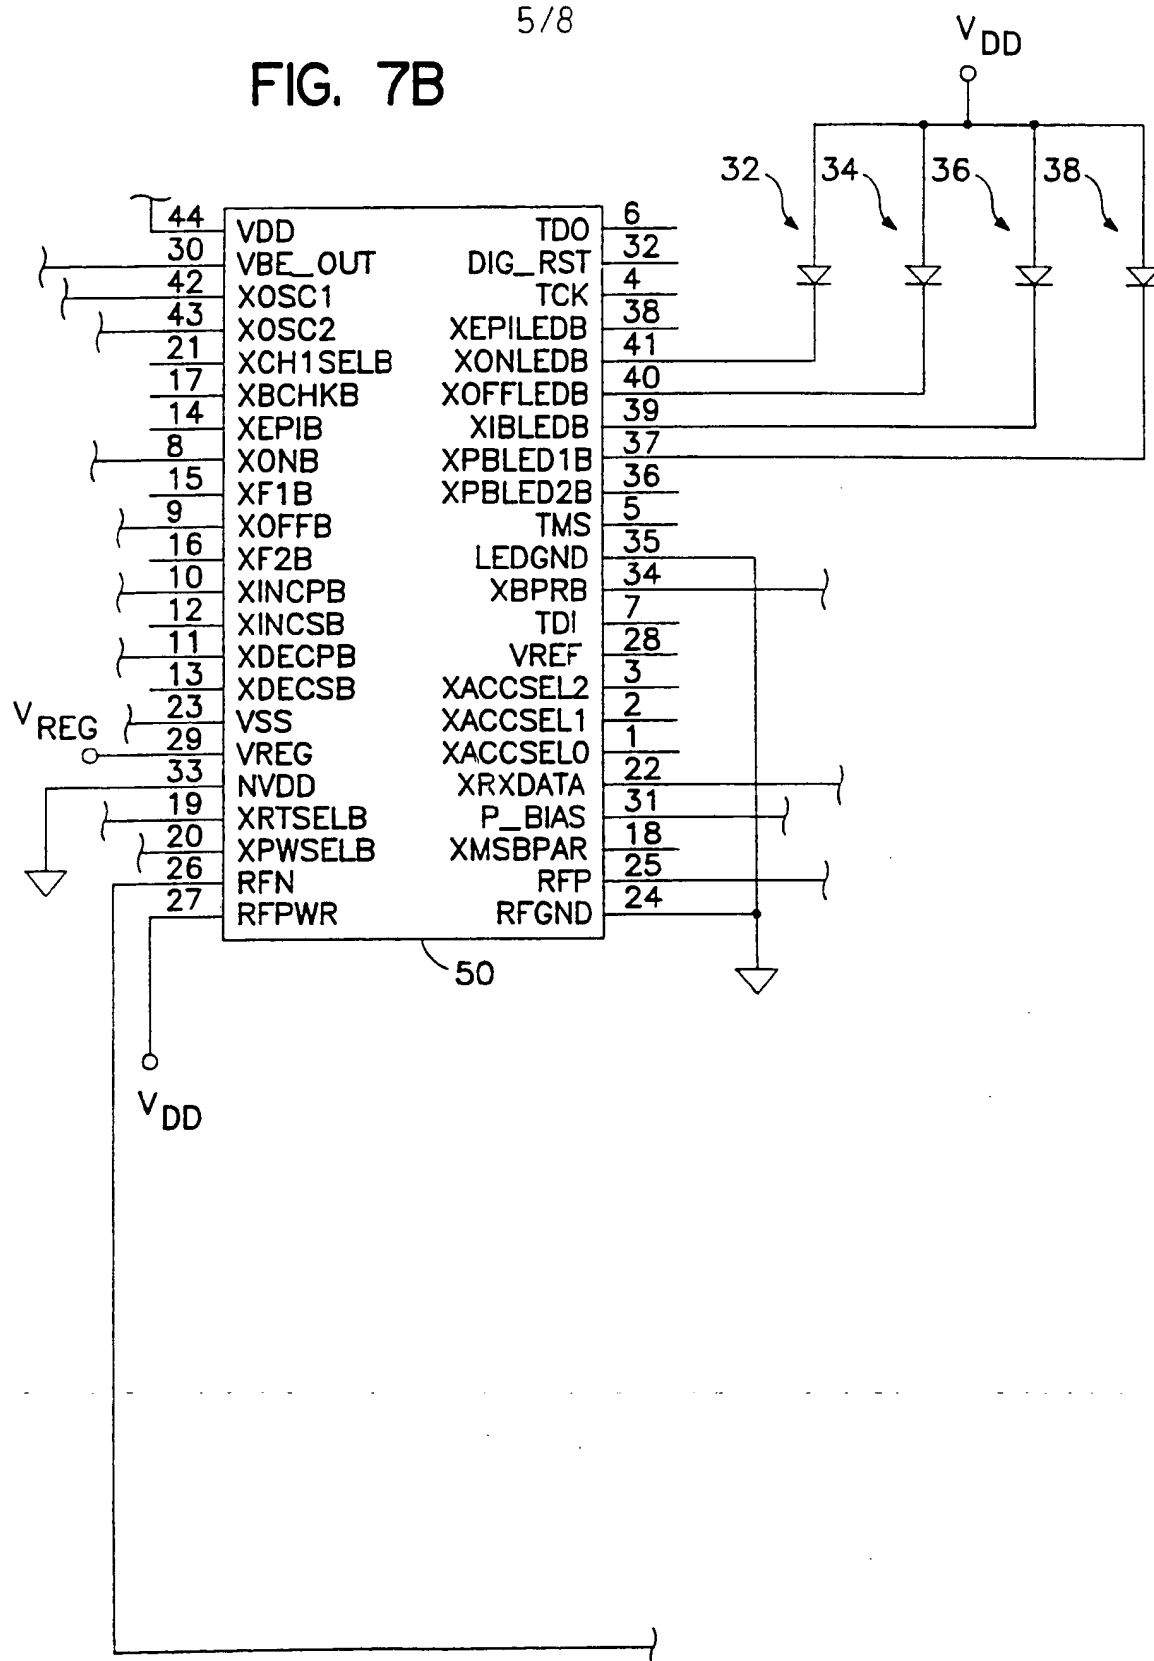 5/8
FIG. 7B
VDD
32 34 36 38
44 VDD TDO 6
30 VBE_OUT DIG_RST 32
42 XOSC1 TCK 4
43 XOSC2 XEPILEDB 38
21 XCH1SELB XONLEDB 41
17 XBCHKB XOFFLEDB 40
14 XEPIB XIBLEDB 39
8 XONB XPBLED1B 37
15 XF1B XPBLED2B 36
9 XOFFB TMS 5
16 XF2B LEDGND 35
10 XINCPB XBPRB 34
12 XINCSB TDI 7
11 XDECPB VREF 28
13 XDECSB XACCSEL2 3
VREG 23 VSS XACCSEL1 2
29 VREG XACCSEL0 1
33 NVDD XRXDATA 22
19 XRTSELB P_BIAS 31
20 XPWSELB XMSBPAR 18
26 RFN RFP 25
27 RFPWR RFGND 24
50
VDD